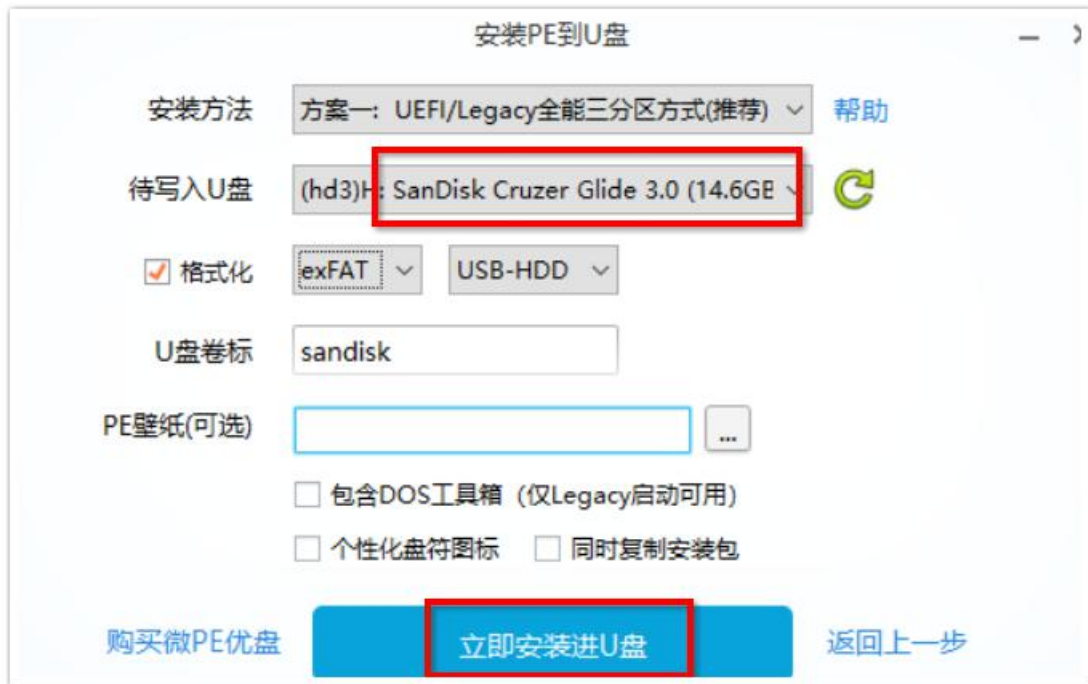 安装PE到U盘
安装方法 方案一：UEFI/Legacy全能三分区方式(推荐) 帮助
待写入U盘 (hd3)H: SanDisk Cruzer Glide 3.0 (14.6GB
格式化 exFAT USB-HDD
U盘卷标 sandisk
PE壁纸(可选) ...
包含DOS工具箱（仅Legacy启动可用）
个性化盘符图标 同时复制安装包
购买微PE优盘 立即安装进U盘 返回上一步